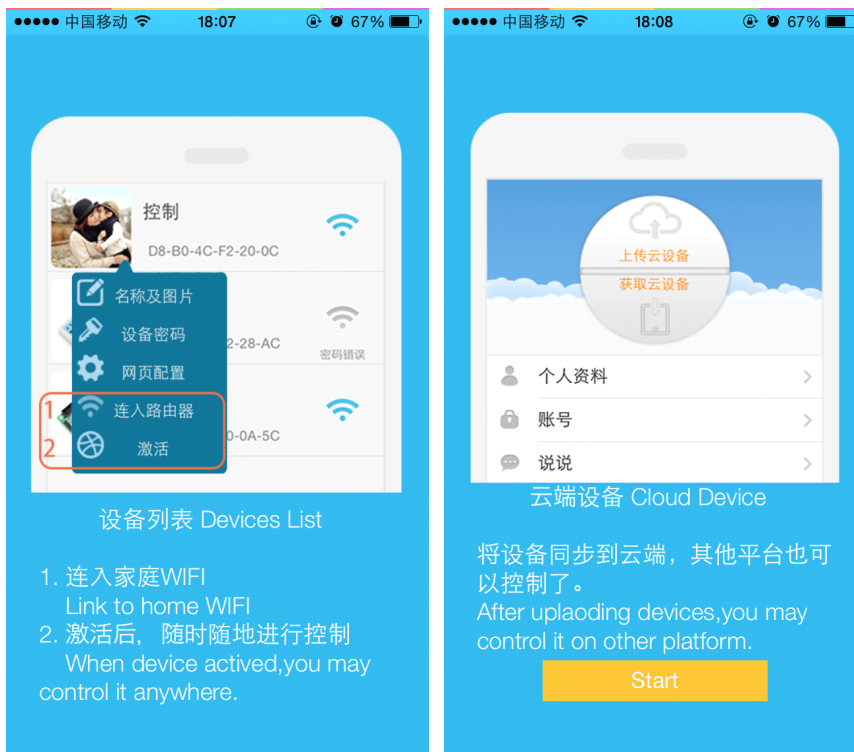 中国移动 18:07 67%
控制
D8-B0-4C-F2-20-0C
名称及图片
设备密码
2-28-AC
密码错误
网页配置
1 连入路由器
0-0A-5C
2 激活
设备列表 Devices List
1. 连入家庭WIFI
Link to home WIFI
2. 激活后，随时随地进行控制
When device actived,you may
control it anywhere.
中国移动 18:08 67%
上传云设备
获取云设备
个人资料
账号
说说
云端设备 Cloud Device
将设备同步到云端，其他平台也可
以控制了。
After uplaoding devices,you may
control it on other platform.
Start